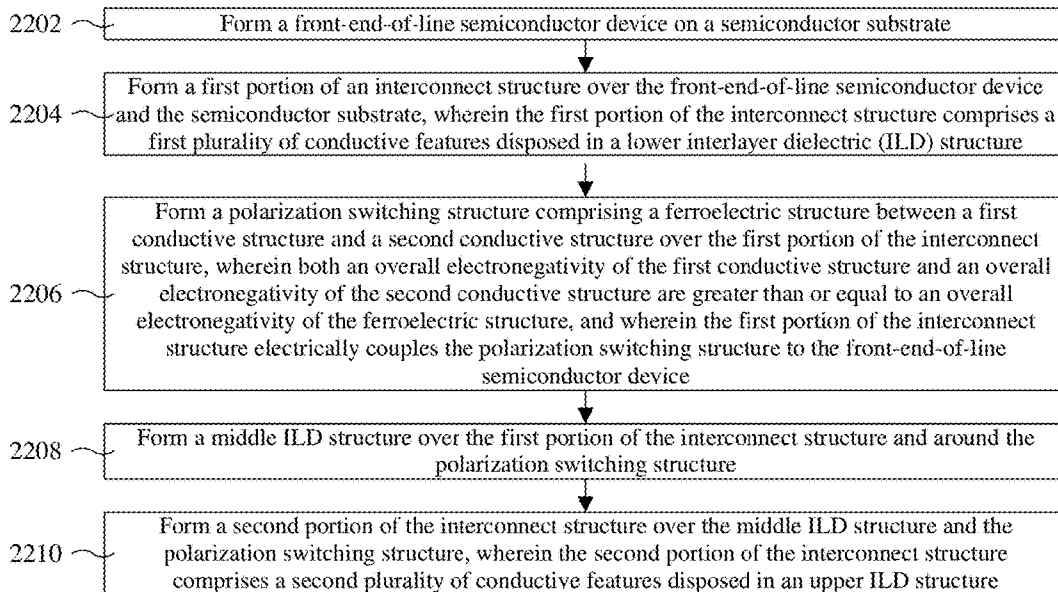 2202
Form a front-end-of-line semiconductor device on a semiconductor substrate
2204
Form a first portion of an interconnect structure over the front-end-of-line semiconductor device
and the semiconductor substrate, wherein the first portion of the interconnect structure comprises a
first plurality of conductive features disposed in a lower interlayer dielectric (ILD) structure
2206
Form a polarization switching structure comprising a ferroelectric structure between a first
conductive structure and a second conductive structure over the first portion of the interconnect
structure, wherein both an overall electronegativity of the first conductive structure and an overall
electronegativity of the second conductive structure are greater than or equal to an overall
electronegativity of the ferroelectric structure, and wherein the first portion of the interconnect
structure electrically couples the polarization switching structure to the front-end-of-line
semiconductor device
2208
Form a middle ILD structure over the first portion of the interconnect structure and around the
polarization switching structure
2210
Form a second portion of the interconnect structure over the middle ILD structure and the
polarization switching structure, wherein the second portion of the interconnect structure
comprises a second plurality of conductive features disposed in an upper ILD structure